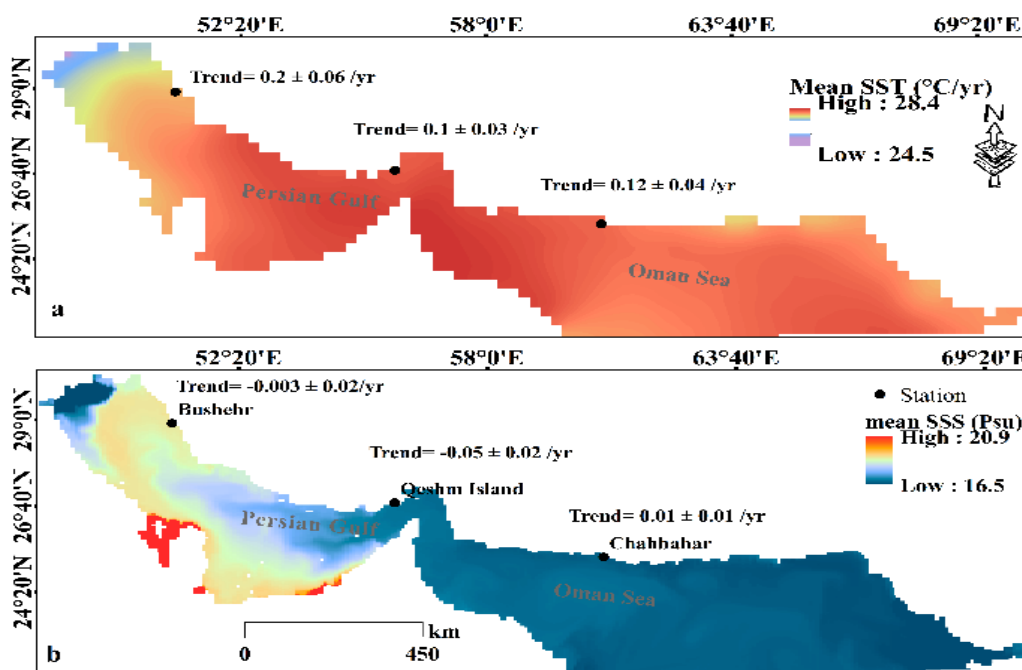 52°20'E 58°0'E 63°40'E 69°20'E
29°0'N
26°40'N
24°20'N
Trend= 0.2 ± 0.06 /yr
Trend= 0.1 ± 0.03 /yr
Trend= 0.12 ± 0.04 /yr
Mean SST (°C/yr)
High : 28.4
Low : 24.5
N
Persian Gulf
Oman Sea
a
52°20'E 58°0'E 63°40'E 69°20'E
29°0'N
26°40'N
24°20'N
Trend= -0.003 ± 0.02/yr
Bushehr
Trend= -0.05 ± 0.02 /yr
Qeshm Island
Trend= 0.01 ± 0.01 /yr
Chahbahar
Station
mean SSS (Psu)
High : 20.9
Low : 16.5
Persian Gulf
Oman Sea
km
0 450
b